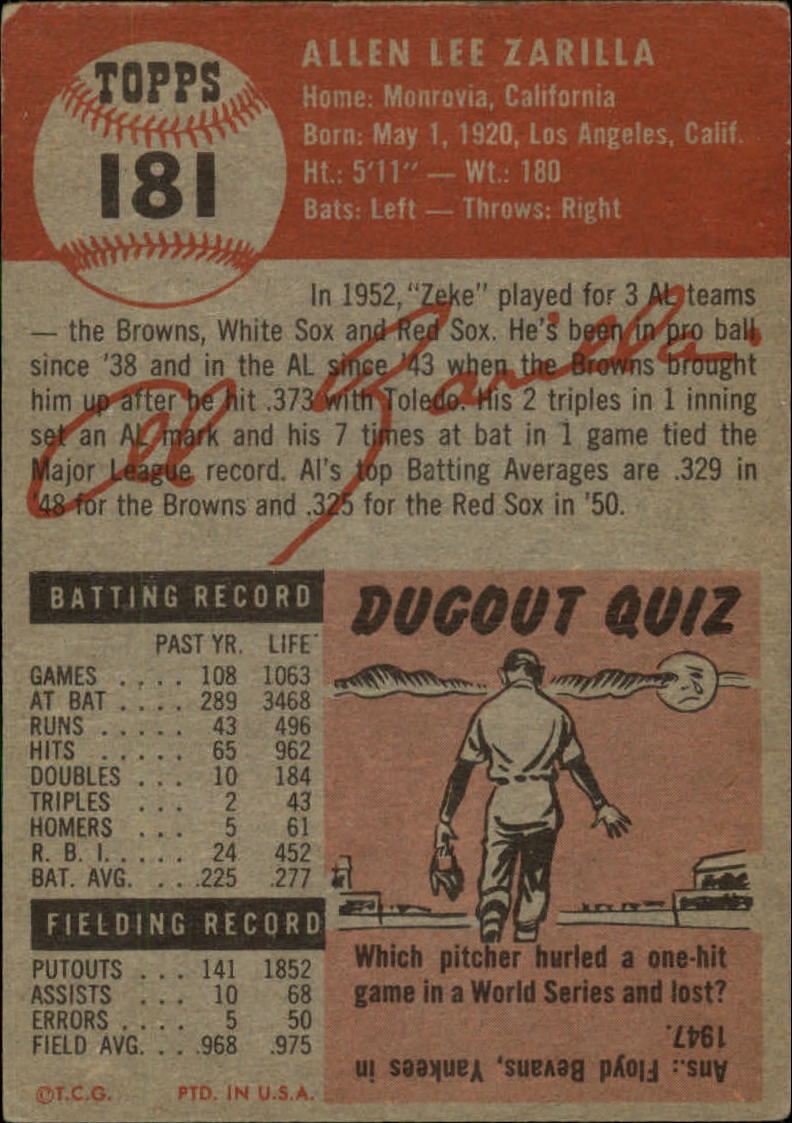 TOPPS
181
ALLEN LEE ZARILLA
Home: Monrovia, California
Born: May 1, 1920, Los Angeles, Calif.
Ht.: 5'11" — Wt.: 180
Bats: Left — Throws: Right
In 1952, "Zeke" played for 3 AL teams
— the Browns, White Sox and Red Sox. He's been in pro ball
since '38 and in the AL since '43 when the Browns brought
him up after he hit .373 with Toledo. His 2 triples in 1 inning
set an AL mark and his 7 times at bat in 1 game tied the
Major League record. Al's top Batting Averages are .329 in
'48 for the Browns and .325 for the Red Sox in '50.
Al Zarilla.
BATTING RECORD
PAST YR. LIFE
GAMES . . . . 108 1063
AT BAT . . . . 289 3468
RUNS . . . . . 43 496
HITS . . . . . 65 962
DOUBLES . . . 10 184
TRIPLES . . . 2 43
HOMERS . . . 5 61
R. B. I. . . . . . 24 452
BAT. AVG. . . .225 .277
FIELDING RECORD
PUTOUTS . . . 141 1852
ASSISTS . . . 10 68
ERRORS . . . . 5 50
FIELD AVG. . . .968 .975
©T.C.G. PTD. IN U.S.A.
DUGOUT QUIZ
Which pitcher hurled a one-hit
game in a World Series and lost?
Ans.: Floyd Bevans, Yankees in
1947.